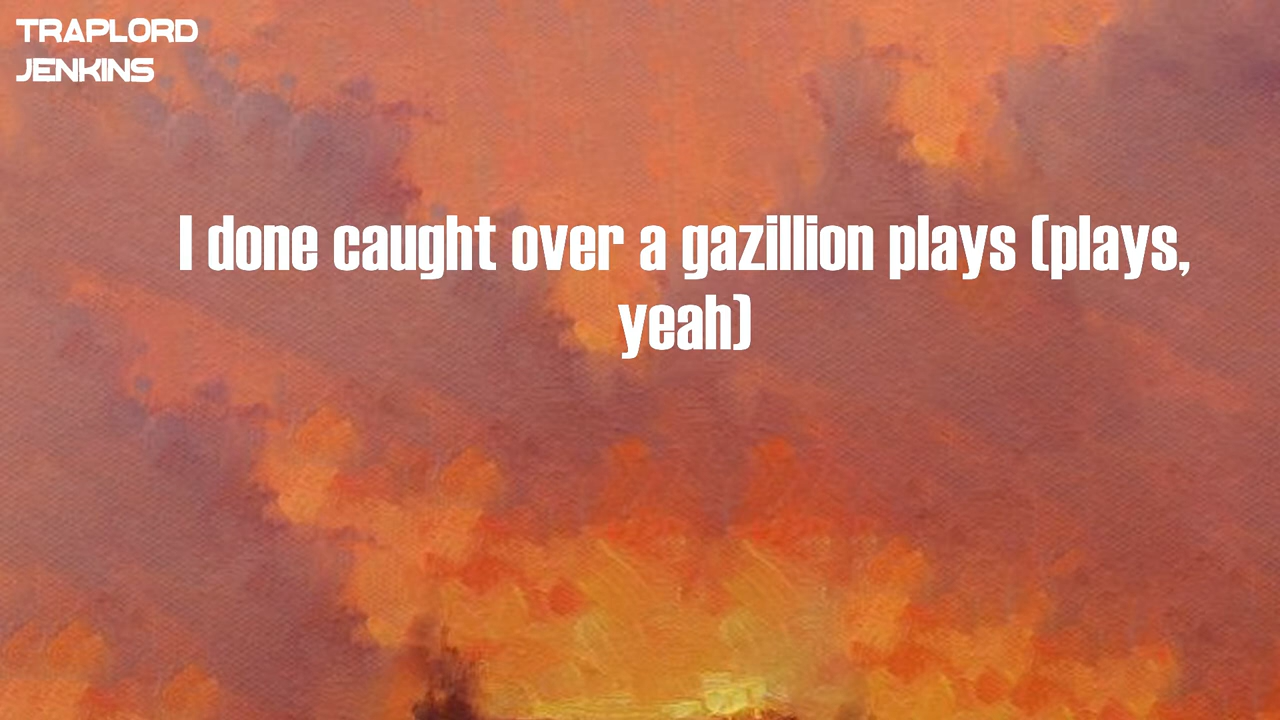 TRAPLORD
JENKINS
I done caught over a gazillion plays (plays,
yeah)